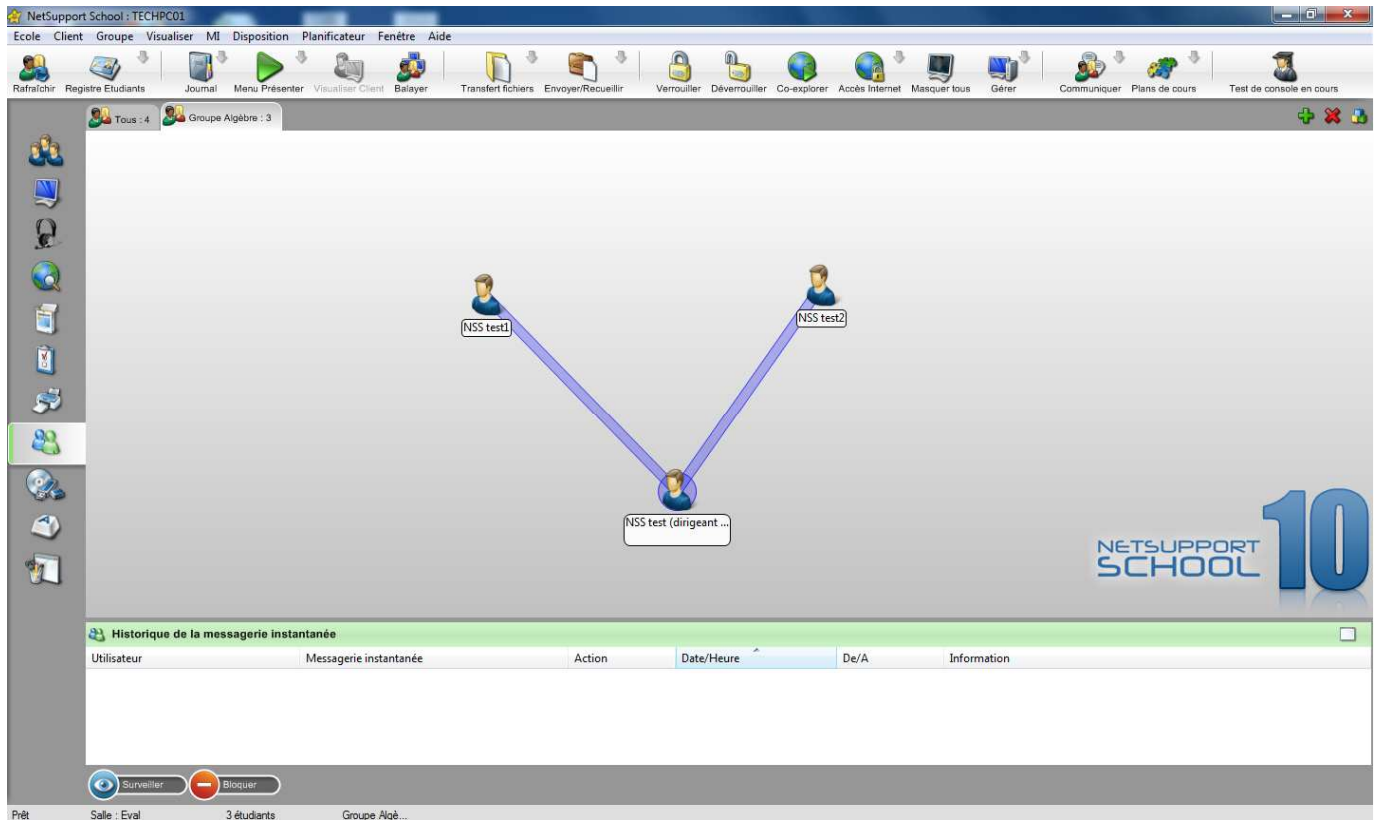 NetSupport School : TECHPC01
Ecole Client Groupe Visualiser MI Disposition Planificateur Fenêtre Aide
Rafraîchir Registre Etudiants Journal Menu Présenter Visualiser Client Balayer Transfert fichiers Envoyer/Recueillir Verrouiller Déverrouiller Co-explorer Accès Internet Masquer tous Gérer Communiquer Plans de cours Test de console en cours
Tous : 4 Groupe Algèbre : 3
NSS test1
NSS test2
NSS test (dirigeant ...
NETSUPPORT
SCHOOL 10
Historique de la messagerie instantanée
Utilisateur Messagerie instantanée Action Date/Heure De/A Information
Surveiller Bloquer
Prêt Salle : Eval 3 étudiants Groupe Algè...